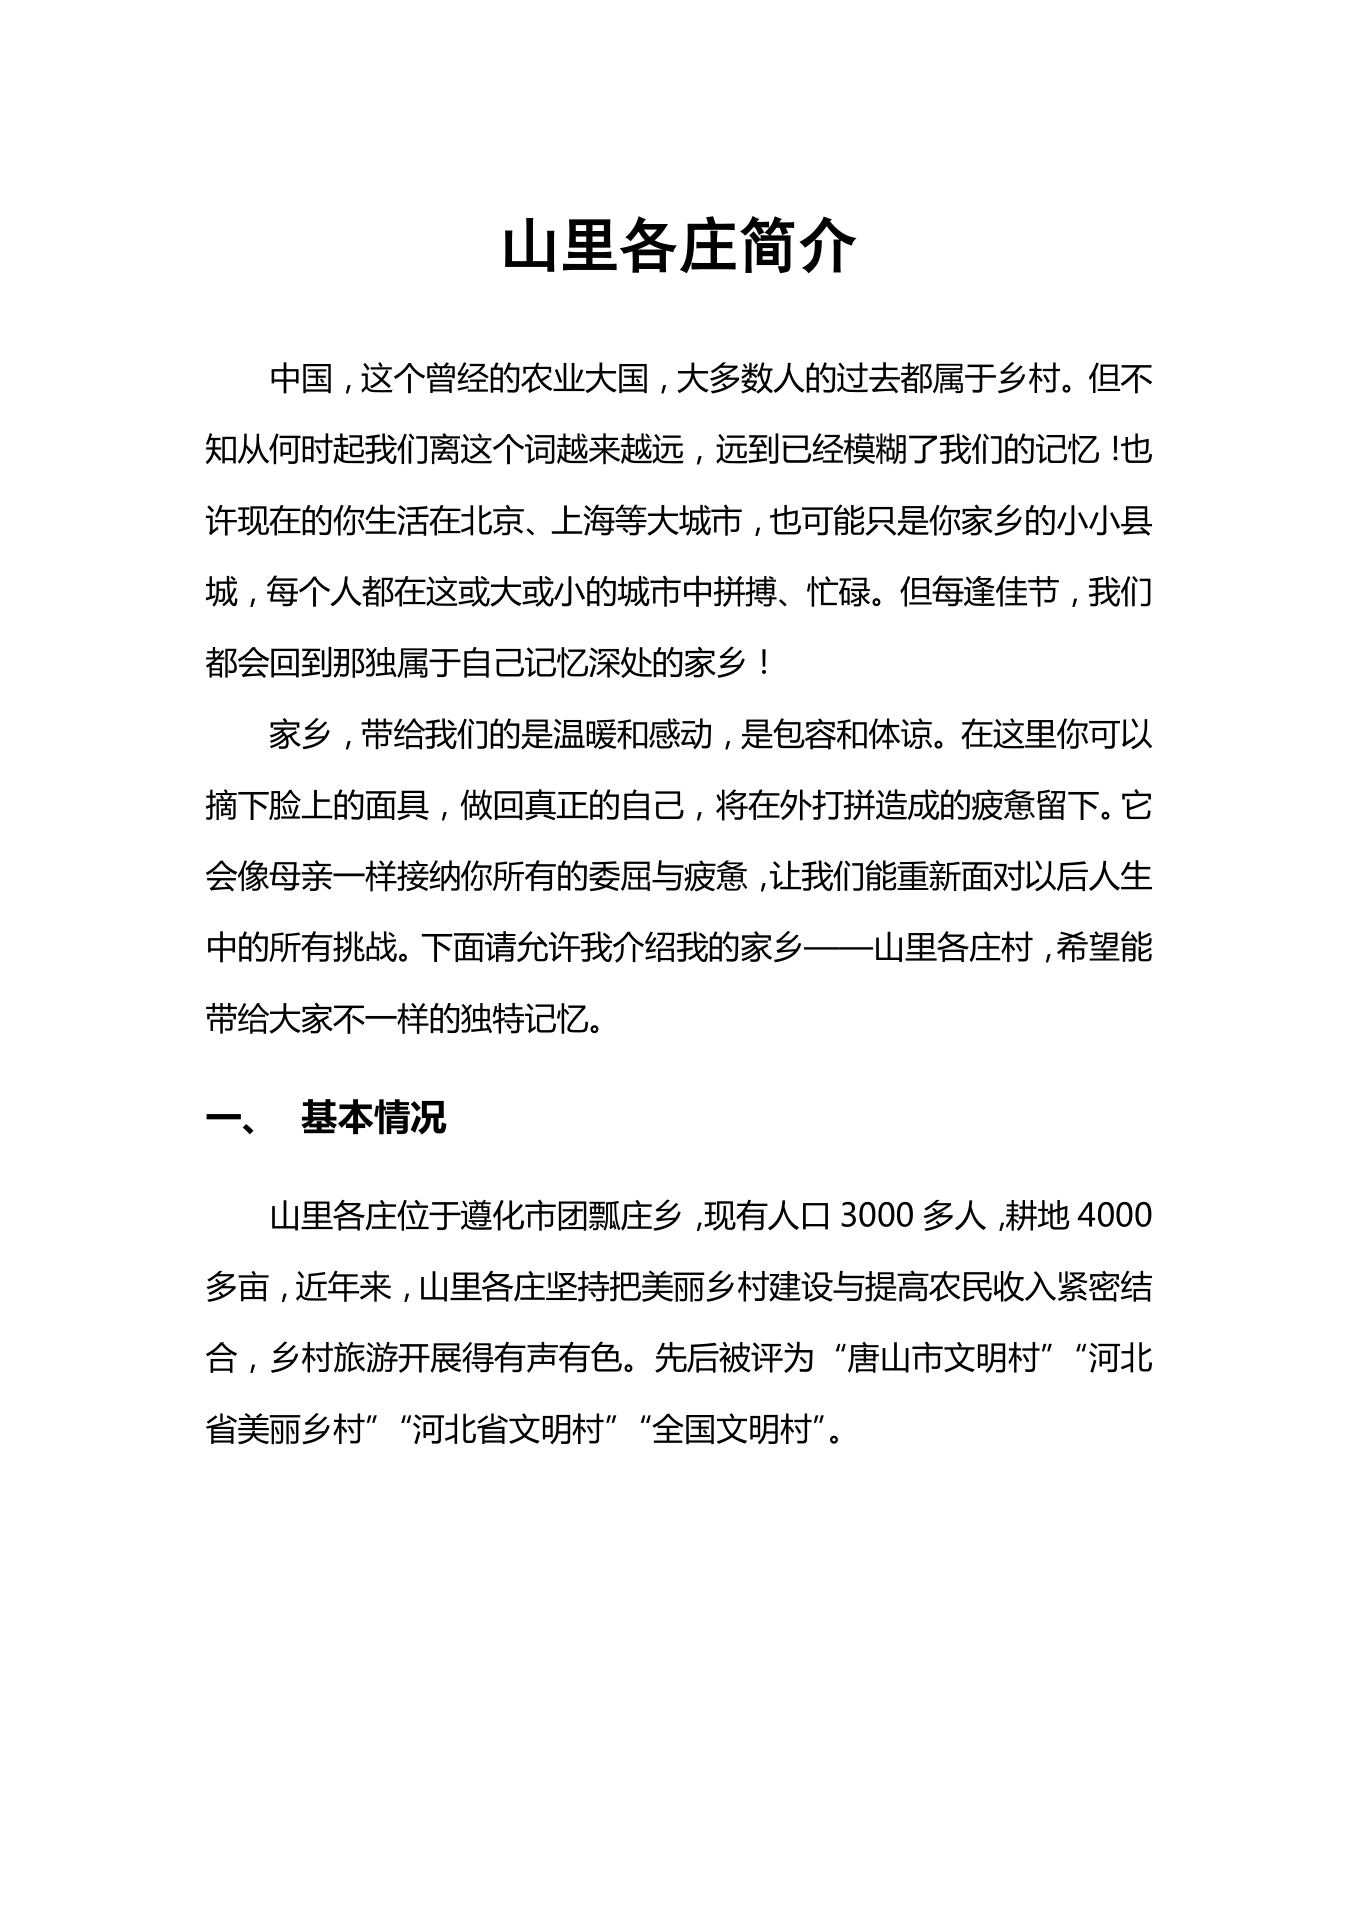 山里各庄简介
中国，这个曾经的农业大国，大多数人的过去都属于乡村。但不
知从何时起我们离这个词越来越远，远到已经模糊了我们的记忆！也
许现在的你生活在北京、上海等大城市，也可能只是你家乡的小小县
城，每个人都在这或大或小的城市中拼搏、忙碌。但每逢佳节，我们
都会回到那独属于自己记忆深处的家乡！
家乡，带给我们的是温暖和感动，是包容和体谅。在这里你可以
摘下脸上的面具，做回真正的自己，将在外打拼造成的疲惫留下。它
会像母亲一样接纳你所有的委屈与疲惫，让我们能重新面对以后人生
中的所有挑战。下面请允许我介绍我的家乡——山里各庄村，希望能
带给大家不一样的独特记忆。
一、 基本情况
山里各庄位于遵化市团瓢庄乡，现有人口 3000 多人，耕地 4000
多亩，近年来，山里各庄坚持把美丽乡村建设与提高农民收入紧密结
合，乡村旅游开展得有声有色。先后被评为“唐山市文明村”“河北
省美丽乡村”“河北省文明村”“全国文明村”。